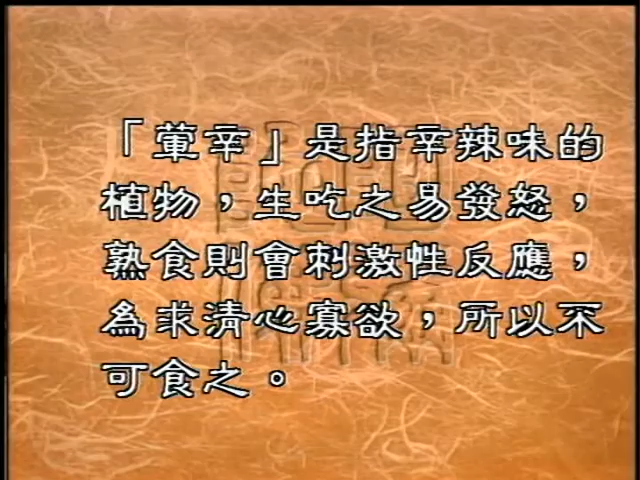 「葷辛」是指辛辣味的
植物，生吃之易發怒，
熟食則會刺激性反應，
為求清心寡欲，所以不
可食之。